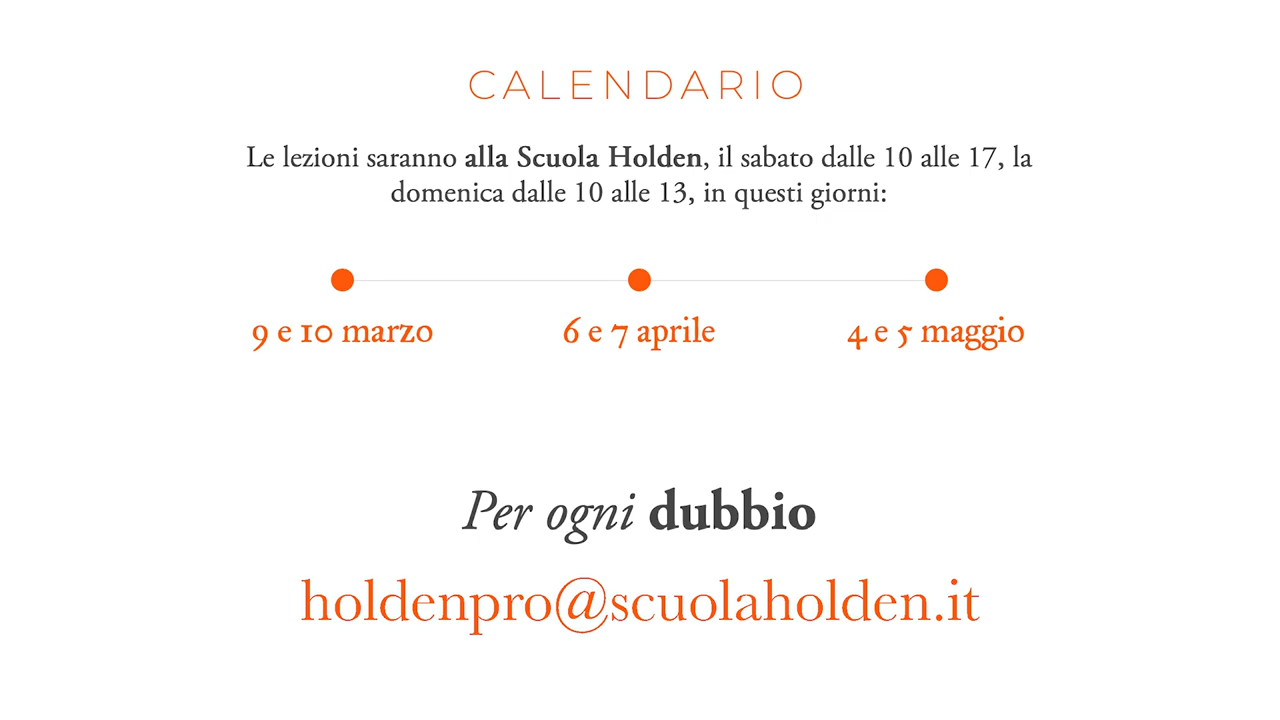 CALENDARIO
Le lezioni saranno alla Scuola Holden, il sabato dalle 10 alle 17, la
domenica dalle 10 alle 13, in questi giorni:
9 e 10 marzo
6 e 7 aprile
4 e 5 maggio
Per ogni dubbio
holdenpro@scuolaholden.it